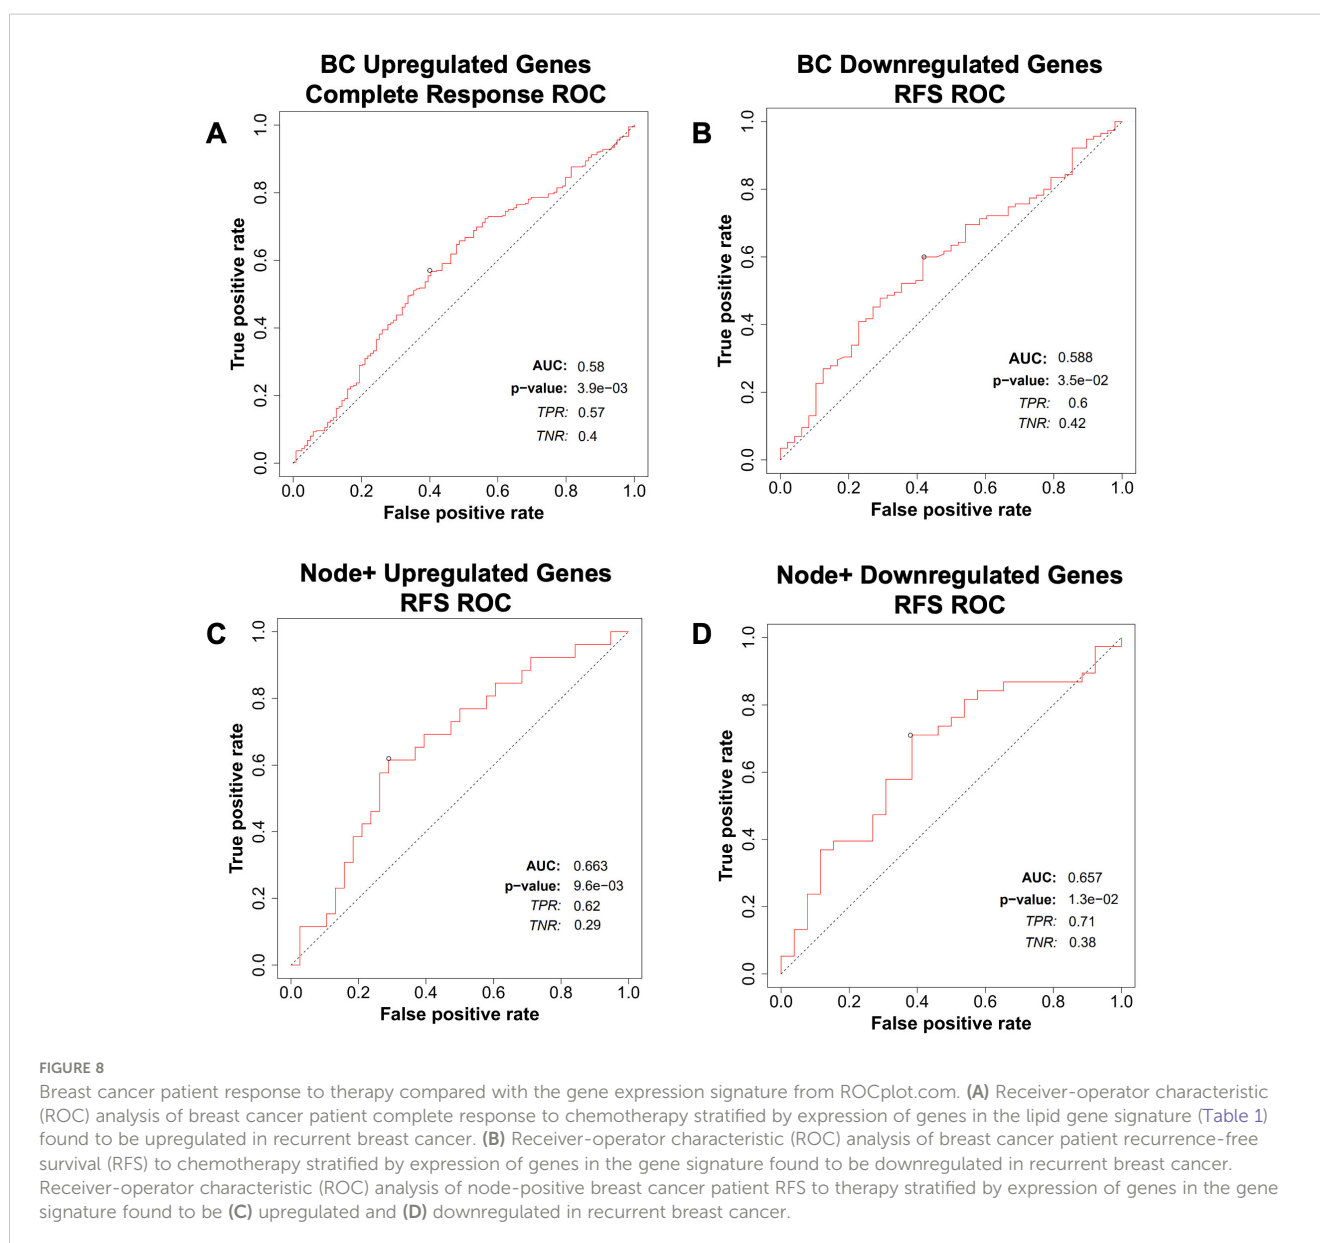 BC Upregulated Genes
Complete Response ROC
A
True positive rate
1.0
0.8
0.6
0.4
0.2
0.0
AUC: 0.58
p−value: 3.9e−03
TPR: 0.57
TNR: 0.4
0.0 0.2 0.4 0.6 0.8 1.0
False positive rate
BC Downregulated Genes
RFS ROC
B
True positive rate
1.0
0.8
0.6
0.4
0.2
0.0
AUC: 0.588
p−value: 3.5e−02
TPR: 0.6
TNR: 0.42
0.0 0.2 0.4 0.6 0.8 1.0
False positive rate
Node+ Upregulated Genes
RFS ROC
C
True positive rate
1.0
0.8
0.6
0.4
0.2
0.0
AUC: 0.663
p−value: 9.6e−03
TPR: 0.62
TNR: 0.29
0.0 0.2 0.4 0.6 0.8 1.0
False positive rate
Node+ Downregulated Genes
RFS ROC
D
True positive rate
1.0
0.8
0.6
0.4
0.2
0.0
AUC: 0.657
p−value: 1.3e−02
TPR: 0.71
TNR: 0.38
0.0 0.2 0.4 0.6 0.8 1.0
False positive rate
FIGURE 8
Breast cancer patient response to therapy compared with the gene expression signature from ROCplot.com. (A) Receiver-operator characteristic
(ROC) analysis of breast cancer patient complete response to chemotherapy stratified by expression of genes in the lipid gene signature (Table 1)
found to be upregulated in recurrent breast cancer. (B) Receiver-operator characteristic (ROC) analysis of breast cancer patient recurrence-free
survival (RFS) to chemotherapy stratified by expression of genes in the gene signature found to be downregulated in recurrent breast cancer.
Receiver-operator characteristic (ROC) analysis of node-positive breast cancer patient RFS to therapy stratified by expression of genes in the gene
signature found to be (C) upregulated and (D) downregulated in recurrent breast cancer.